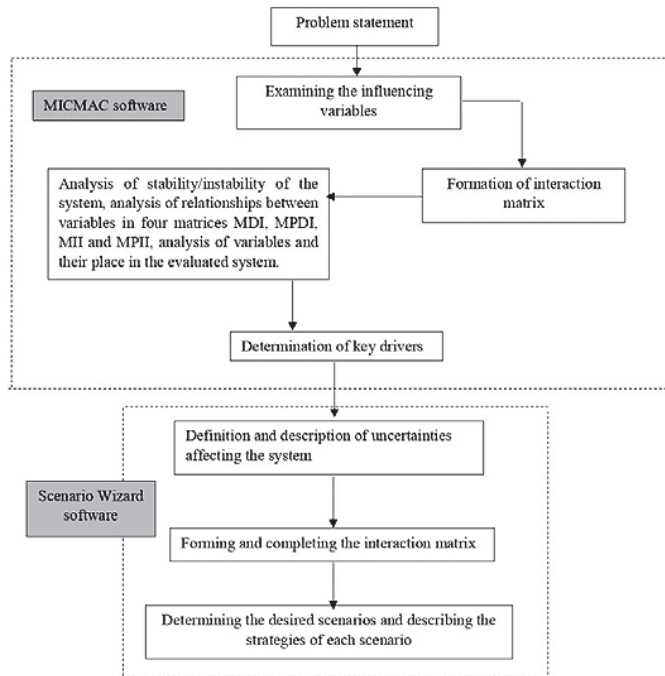 Problem statement
MICMAC software
Examining the influencing
variables
Formation of interaction
matrix
Analysis of stability/instability of the
system, analysis of relationships between
variables in four matrices MDI, MPDI,
MII and MPII, analysis of variables and
their place in the evaluated system.
Determination of key drivers
Definition and description of uncertainties
affecting the system
Scenario Wizard
software
Forming and completing the interaction matrix
Determining the desired scenarios and describing the
strategies of each scenario